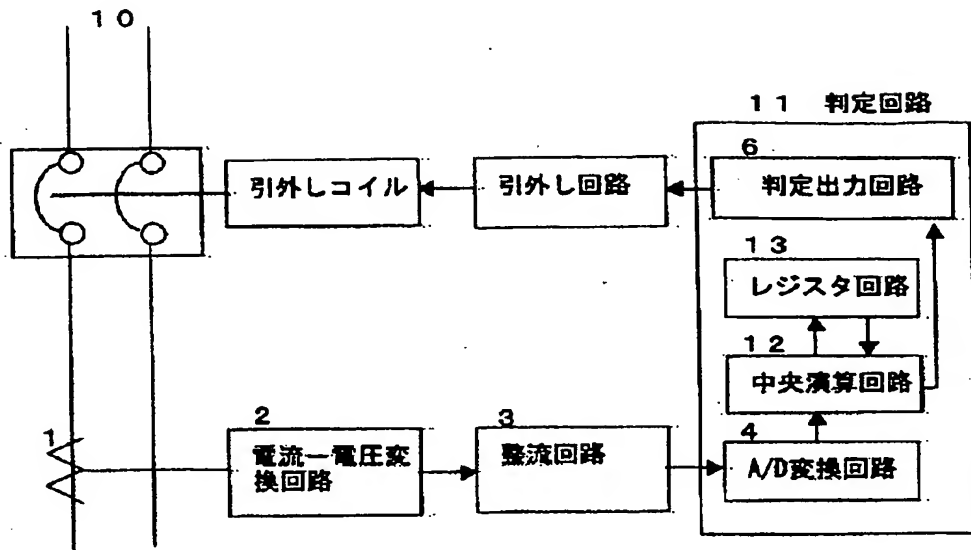 １０
１１ 判定回路
６
引外しコイル
引外し回路
判定出力回路
１３
レジスタ回路
１２
中央演算回路
１
２
３
４
電流－電圧変
換回路
整流回路
A/D変換回路